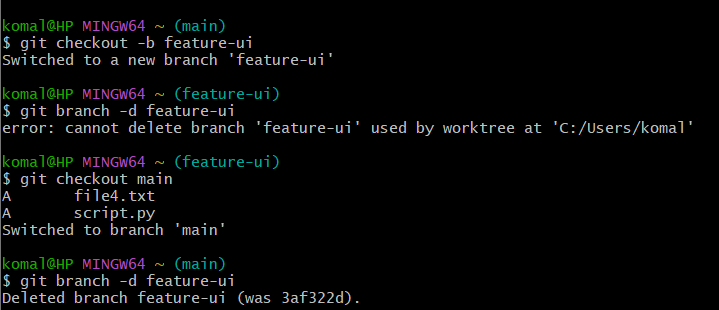 komal@HP MINGW64 ~ (main)
$ git checkout -b feature-ui
Switched to a new branch 'feature-ui'
komal@HP MINGW64 ~ (feature-ui)
$ git branch -d feature-ui
error: cannot delete branch 'feature-ui' used by worktree at 'C:/Users/komal'
komal@HP MINGW64 ~ (feature-ui)
$ git checkout main
A       file4.txt
A       script.py
Switched to branch 'main'
komal@HP MINGW64 ~ (main)
$ git branch -d feature-ui
Deleted branch feature-ui (was 3af322d).